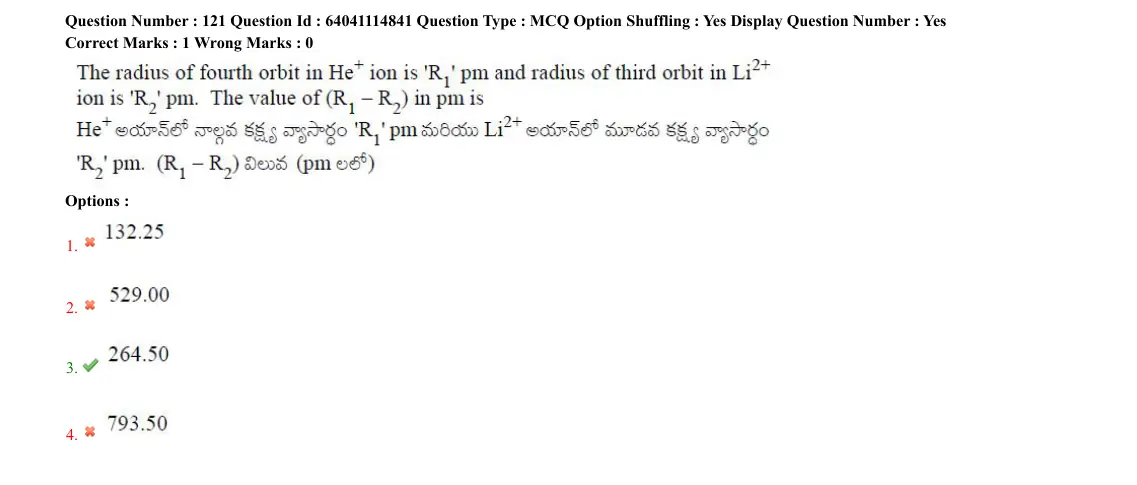 Question Number : 121 Question Id : 64041114841 Question Type : MCQ Option Shuffling : Yes Display Question Number : Yes
Correct Marks : 1 Wrong Marks : 0
The radius of fourth orbit in He⁺ ion is 'R₁' pm and radius of third orbit in Li²⁺
ion is 'R₂' pm. The value of (R₁ – R₂) in pm is
He⁺ అయాన్‌లో నాల్గవ కక్ష్య వ్యాసార్ధం 'R₁' pm మరియు Li²⁺ అయాన్‌లో మూడవ కక్ష్య వ్యాసార్ధం
'R₂' pm. (R₁ – R₂) విలువ (pm లలో)
Options :
1. ✖ 132.25
2. ✖ 529.00
3. ✔ 264.50
4. ✖ 793.50